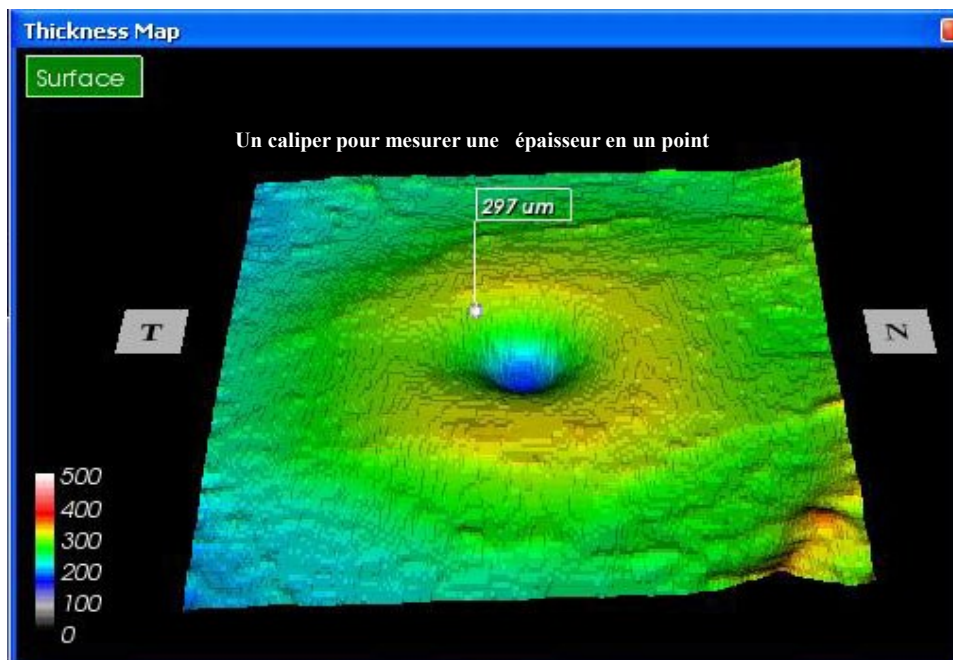 Thickness Map
Surface
Un caliper pour mesurer une épaisseur en un point
297 um
T
N
500
400
300
200
100
0